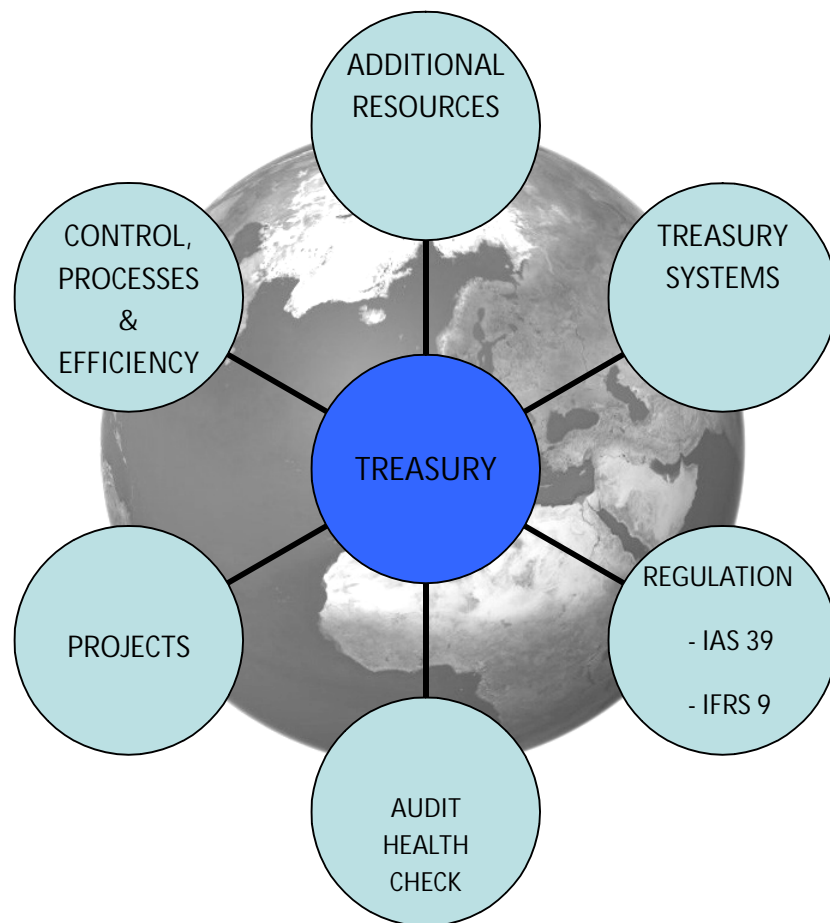 ADDITIONAL
RESOURCES
CONTROL,
PROCESSES
&
EFFICIENCY
TREASURY
SYSTEMS
TREASURY
PROJECTS
REGULATION
- IAS 39
- IFRS 9
AUDIT
HEALTH
CHECK